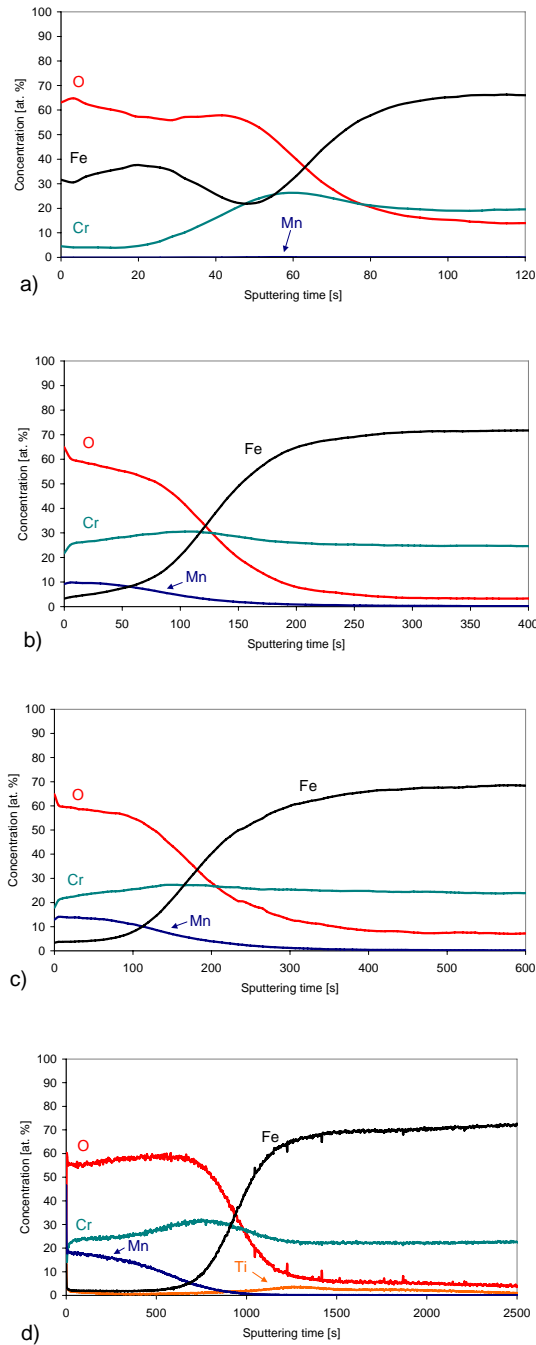 100
90
80
70
60
50
40
30
20
10
0
Concentration [at. %]
O
Fe
Cr
Mn
0 20 40 60 80 100 120
Sputtering time [s]
a)
100
90
80
70
60
50
40
30
20
10
0
Concentration [at. %]
O
Fe
Cr
Mn
0 50 100 150 200 250 300 350 400
Sputtering time [s]
b)
100
90
80
70
60
50
40
30
20
10
0
Concentration [at. %]
O
Fe
Cr
Mn
0 100 200 300 400 500 600
Sputtering time [s]
c)
100
90
80
70
60
50
40
30
20
10
0
Concentration [at. %]
O
Fe
Cr
Mn
Ti
0 500 1000 1500 2000 2500
Sputtering time [s]
d)